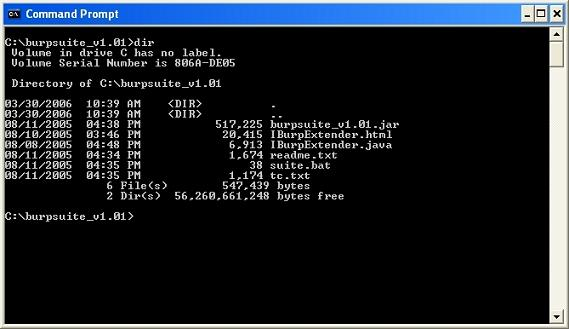 Command Prompt
C:\burpsuite_v1.01>dir
 Volume in drive C has no label.
 Volume Serial Number is 806A-DE05

 Directory of C:\burpsuite_v1.01

03/30/2006  10:39 AM    <DIR>          .
03/30/2006  10:39 AM    <DIR>          ..
08/11/2005  04:38 PM           517,225 burpsuite_v1.01.jar
08/10/2005  03:46 PM            20,415 IBurpExtender.html
08/08/2005  04:48 PM             6,913 IBurpExtender.java
08/11/2005  04:34 PM             1,674 readme.txt
08/11/2005  04:35 PM                38 suite.bat
08/11/2005  04:35 PM             1,174 tc.txt
               6 File(s)        547,439 bytes
               2 Dir(s)  56,260,661,248 bytes free

C:\burpsuite_v1.01>